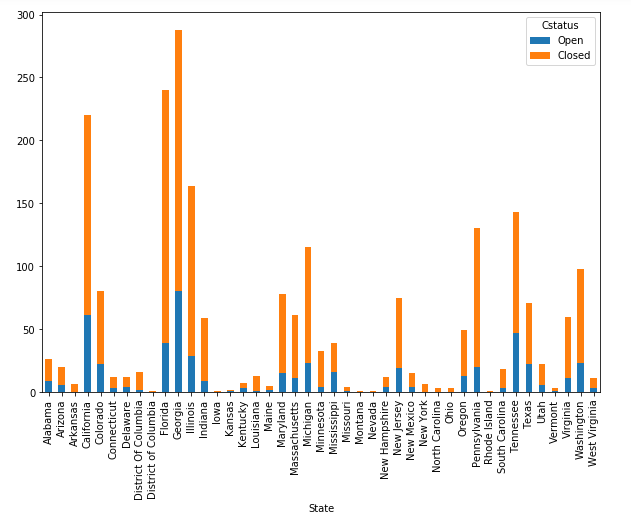 300
250
200
150
100
50
0
Cstatus
Open
Closed
Alabama
Arizona
Arkansas
California
Colorado
Connecticut
Delaware
District Of Columbia
District of Columbia
Florida
Georgia
Illinois
Indiana
Iowa
Kansas
Kentucky
Louisiana
Maine
Maryland
Massachusetts
Michigan
Minnesota
Mississippi
Missouri
Montana
Nevada
New Hampshire
New Jersey
New Mexico
New York
North Carolina
Ohio
Oregon
Pennsylvania
Rhode Island
South Carolina
Tennessee
Texas
Utah
Vermont
Virginia
Washington
West Virginia
State